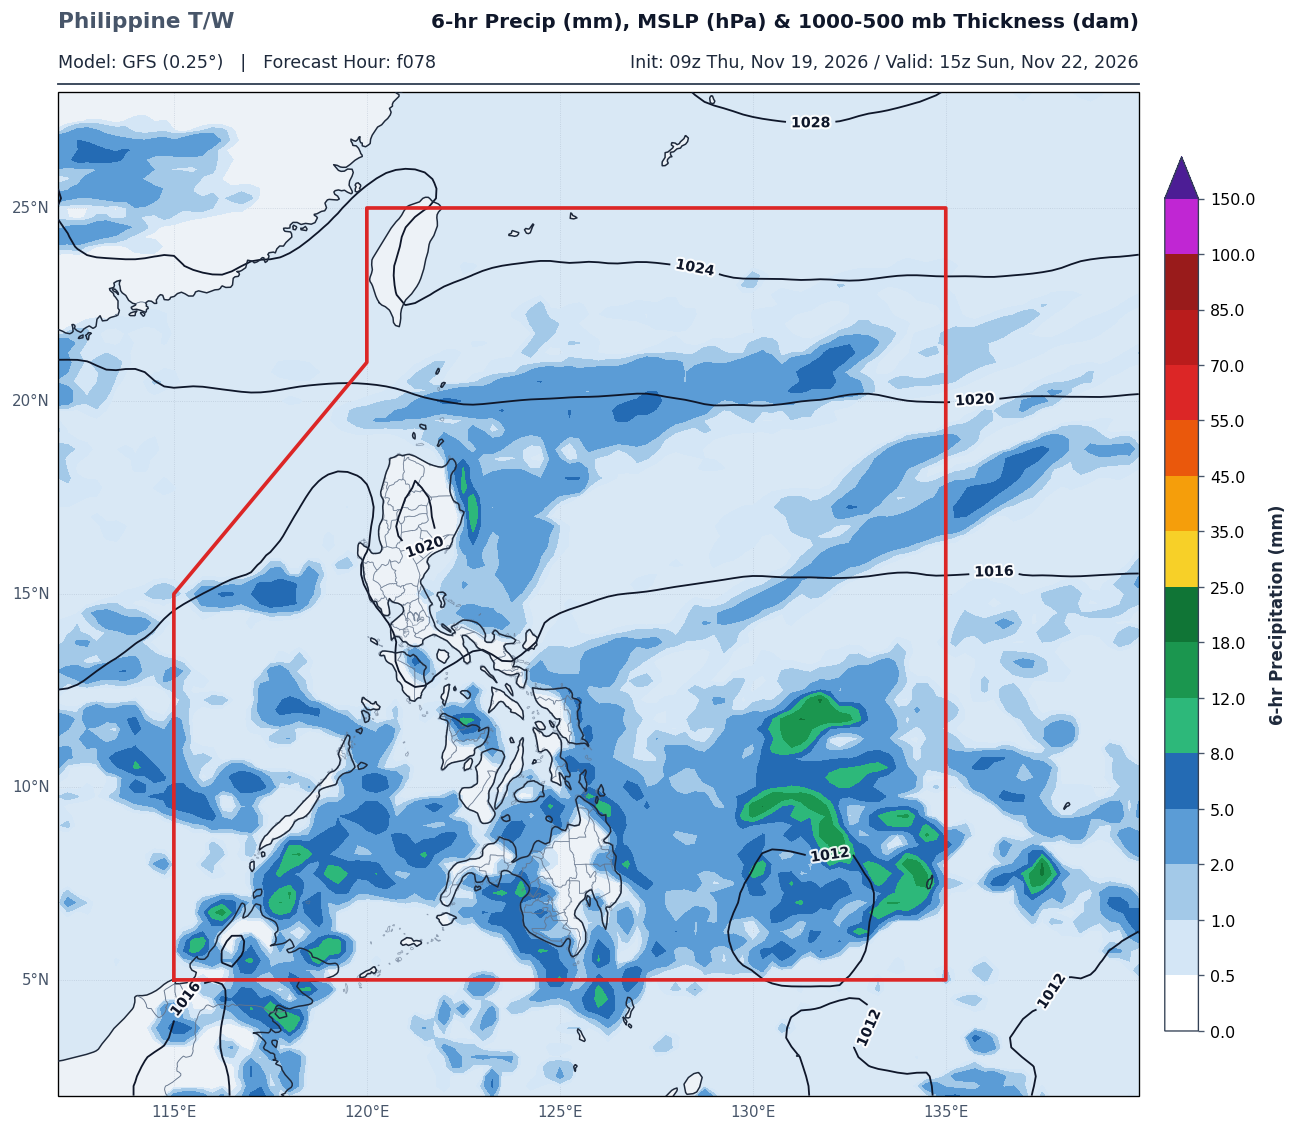 Philippine T/W
6-hr Precip (mm), MSLP (hPa) & 1000-500 mb Thickness (dam)
Model: GFS (0.25°) | Forecast Hour: f078
Init: 09z Thu, Nov 19, 2026 / Valid: 15z Sun, Nov 22, 2026
1028
1024
1020
1020
1016
1012
1016
1012
1012
25°N
20°N
15°N
10°N
5°N
115°E
120°E
125°E
130°E
135°E
150.0
100.0
85.0
70.0
55.0
45.0
35.0
25.0
18.0
12.0
8.0
5.0
2.0
1.0
0.5
0.0
6-hr Precipitation (mm)